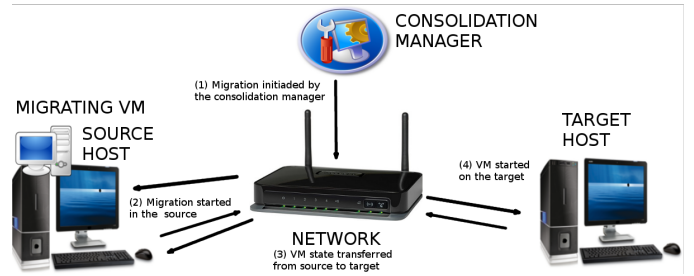 CONSOLIDATION
MANAGER
(1) Migration initiaded by
the consolidation manager
MIGRATING VM
SOURCE
HOST
TARGET
HOST
(4) VM started
on the target
(2) Migration started
in the  source
NETWORK
(3) VM state transferred
from source to target